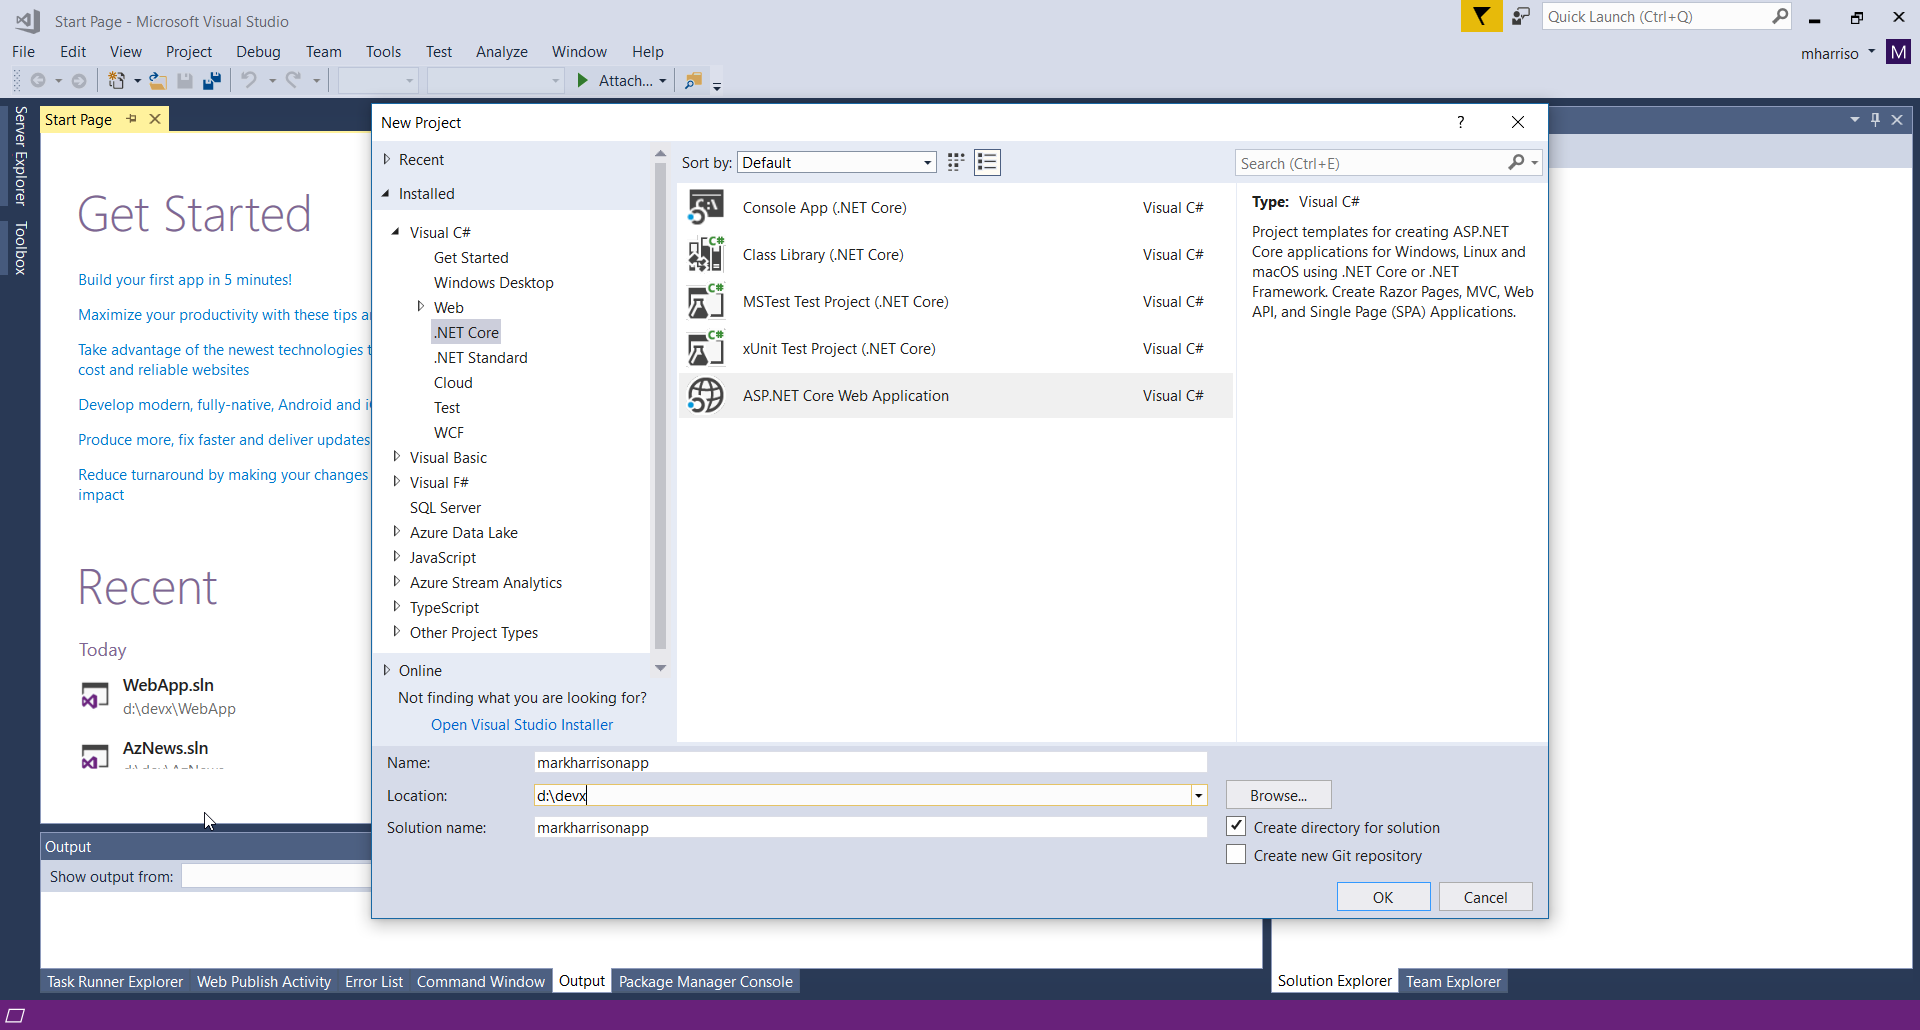 Start Page - Microsoft Visual Studio
Quick Launch (Ctrl+Q)
File Edit View Project Debug Team Tools Test Analyze Window Help
mharriso M
Attach...
Server Explorer
Toolbox
Start Page
Get Started
Build your first app in 5 minutes!
Maximize your productivity with these tips
Take advantage of the newest technologies
cost and reliable websites
Develop modern, fully-native, Android and
Produce more, fix faster and deliver updates
Reduce turnaround by making your changes
impact
Recent
Today
WebApp.sln
d:\devx\WebApp
AzNews.sln
New Project
?
Recent
Installed
Visual C#
Get Started
Windows Desktop
Web
.NET Core
.NET Standard
Cloud
Test
WCF
Visual Basic
Visual F#
SQL Server
Azure Data Lake
JavaScript
Azure Stream Analytics
TypeScript
Other Project Types
Online
Not finding what you are looking for?
Open Visual Studio Installer
Sort by: Default
Search (Ctrl+E)
Console App (.NET Core) Visual C#
Class Library (.NET Core) Visual C#
MSTest Test Project (.NET Core) Visual C#
xUnit Test Project (.NET Core) Visual C#
ASP.NET Core Web Application Visual C#
Type: Visual C#
Project templates for creating ASP.NET
Core applications for Windows, Linux and
macOS using .NET Core or .NET
Framework. Create Razor Pages, MVC, Web
API, and Single Page (SPA) Applications.
Name: markharrisonapp
Location: d:\devx
Browse...
Solution name: markharrisonapp
Create directory for solution
Create new Git repository
OK Cancel
Output
Show output from:
Task Runner Explorer Web Publish Activity Error List Command Window Output Package Manager Console
Solution Explorer Team Explorer